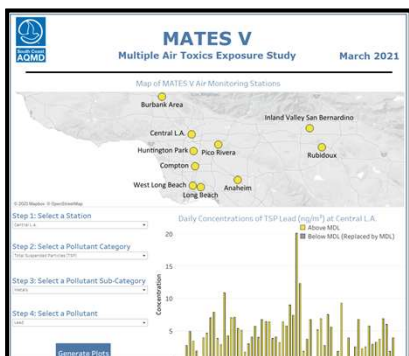 South Coast
AQMD
MATES V
Multiple Air Toxics Exposure Study
March 2021
Map of MATES V Air Monitoring Stations
Burbank Area
Inland Valley San Bernardino
Central L.A.
Huntington Park
Pico Rivera
Rubidoux
Compton
West Long Beach
Anaheim
Long Beach
© 2021 Mapbox © OpenStreetMap
Step 1: Select a Station
Central L.A.
Step 2: Select a Pollutant Category
Total Suspended Particles (TSP)
Step 3: Select a Pollutant Sub-Category
Metals
Step 4: Select a Pollutant
Lead
Generate Plots
Daily Concentrations of TSP Lead (ng/m³) at Central L.A.
Above MDL
Below MDL (Replaced by MDL)
Concentration
20
15
10
5